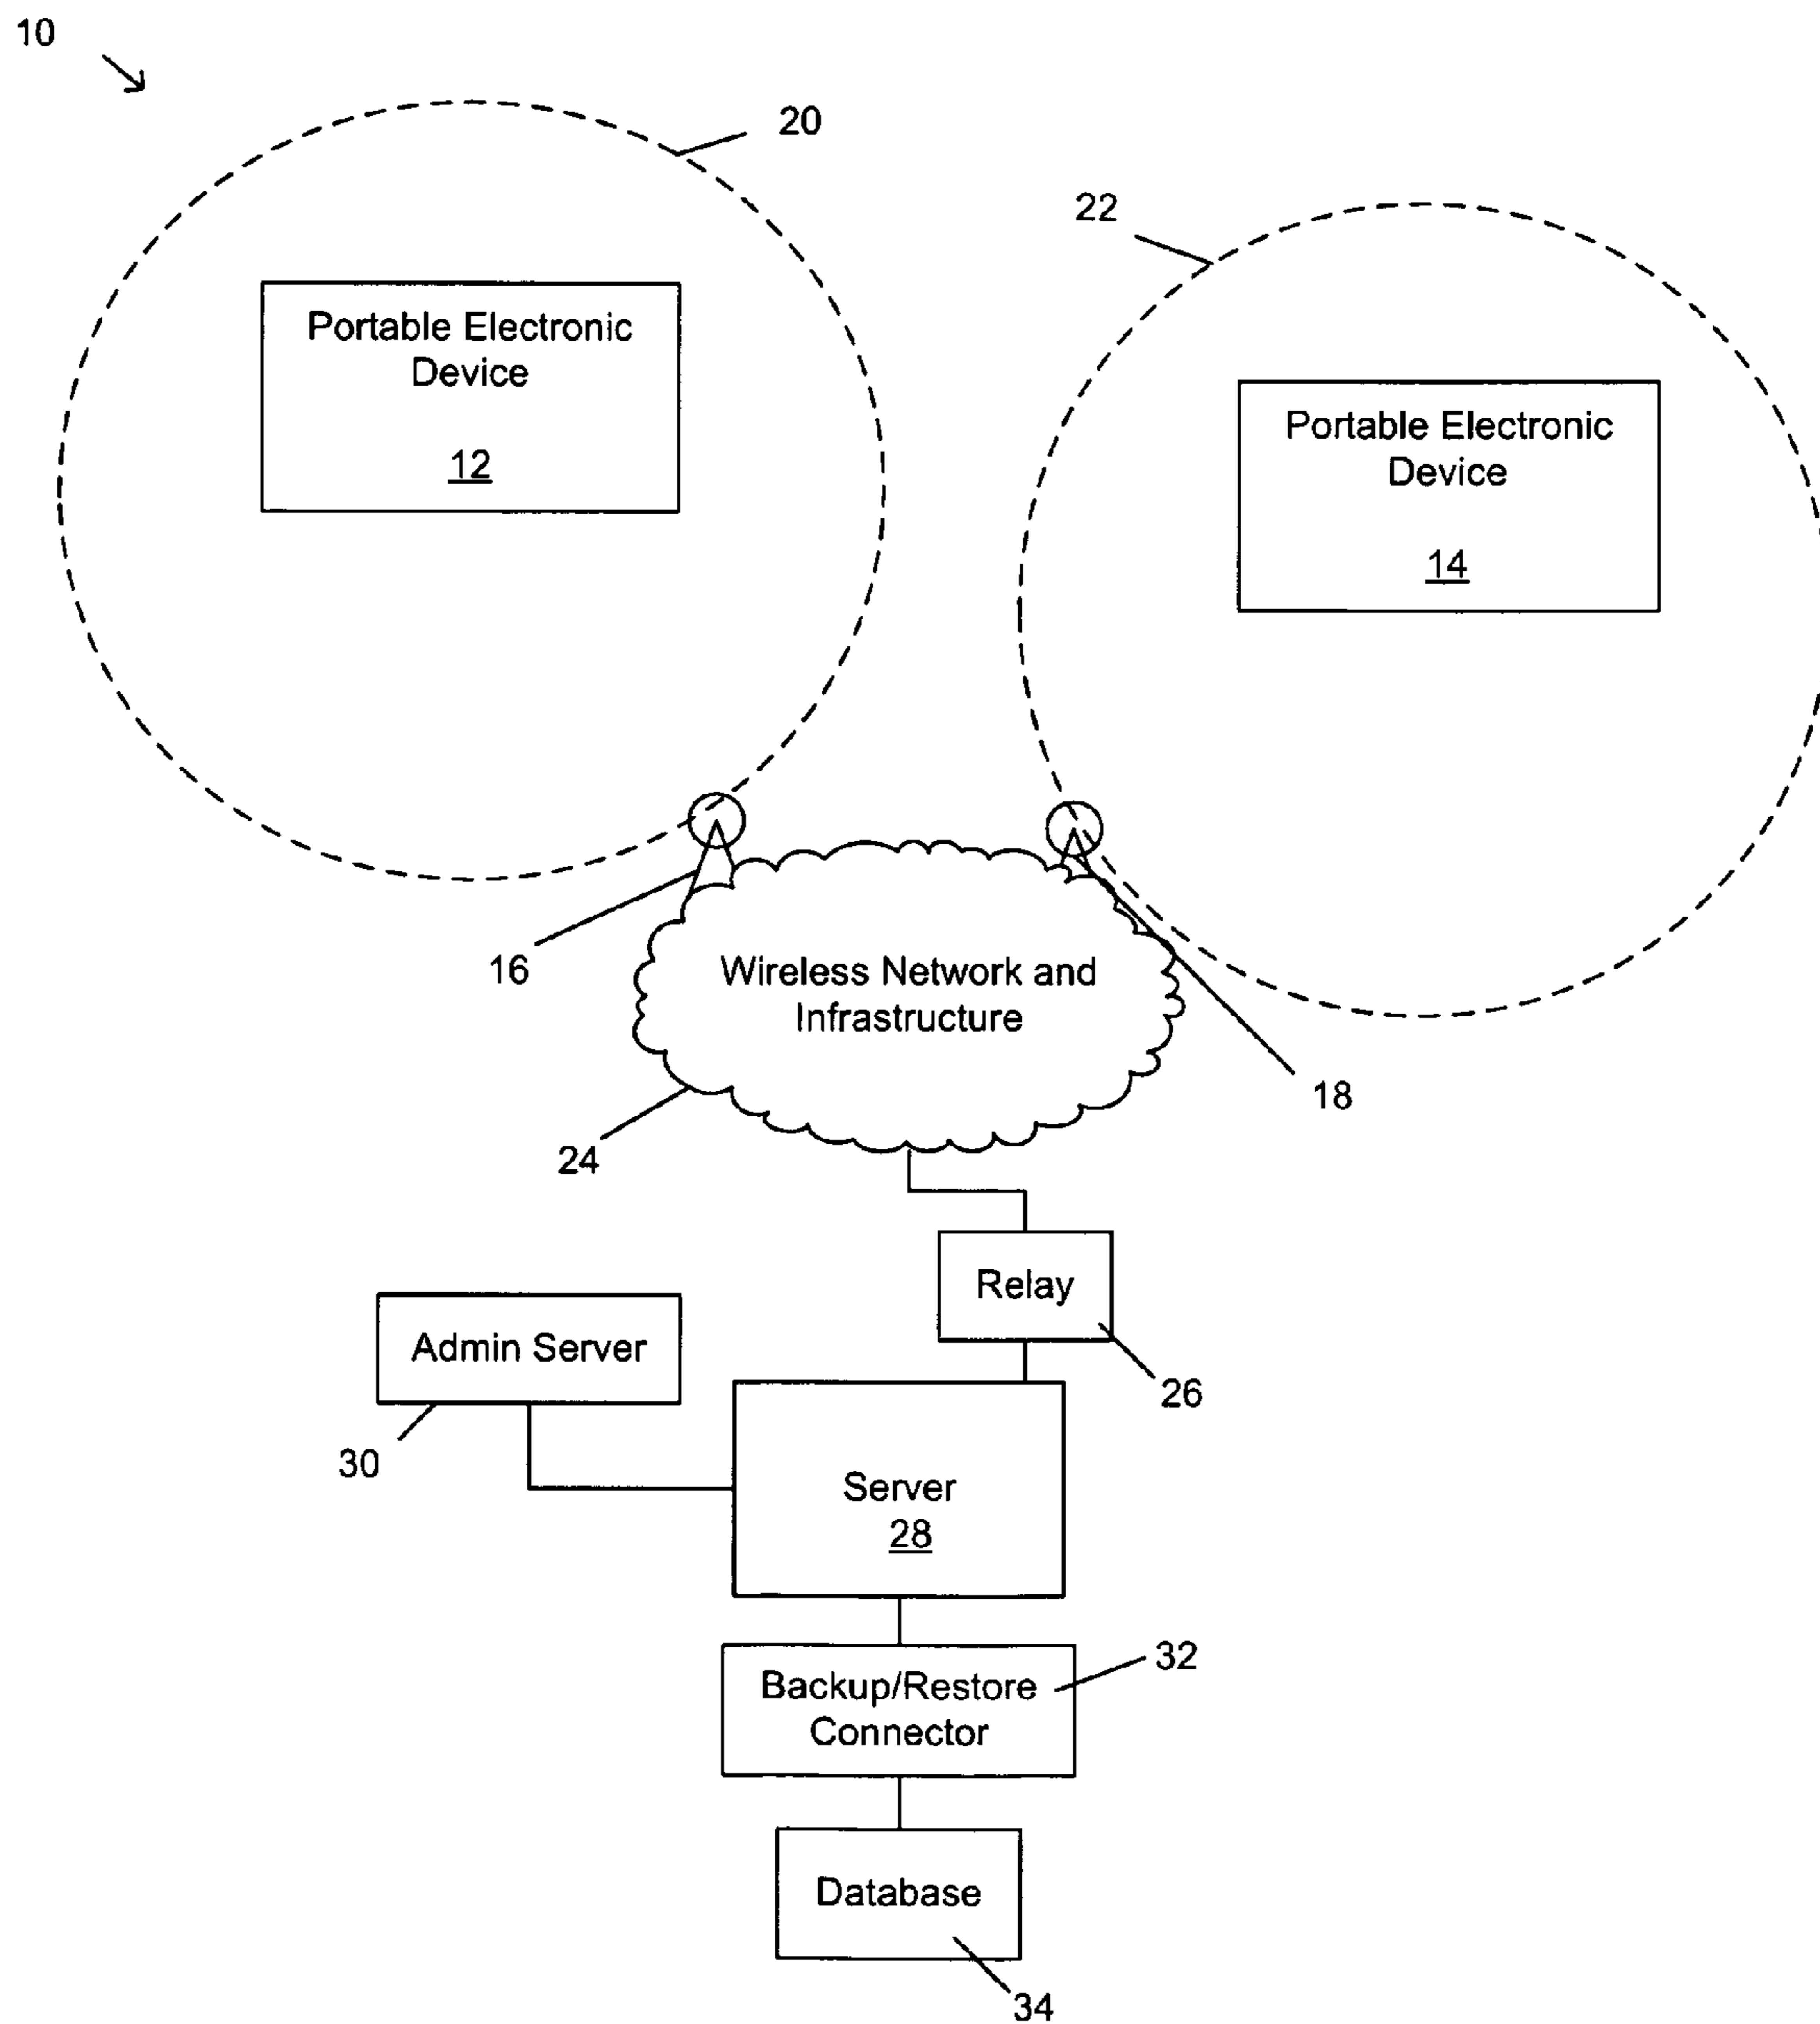 10
20
22
Portable Electronic
Device
12
Portable Electronic
Device
14
16
Wireless Network and
Infrastructure
18
24
Relay
Admin Server
26
30
Server
28
32
Backup/Restore
Connector
Database
34